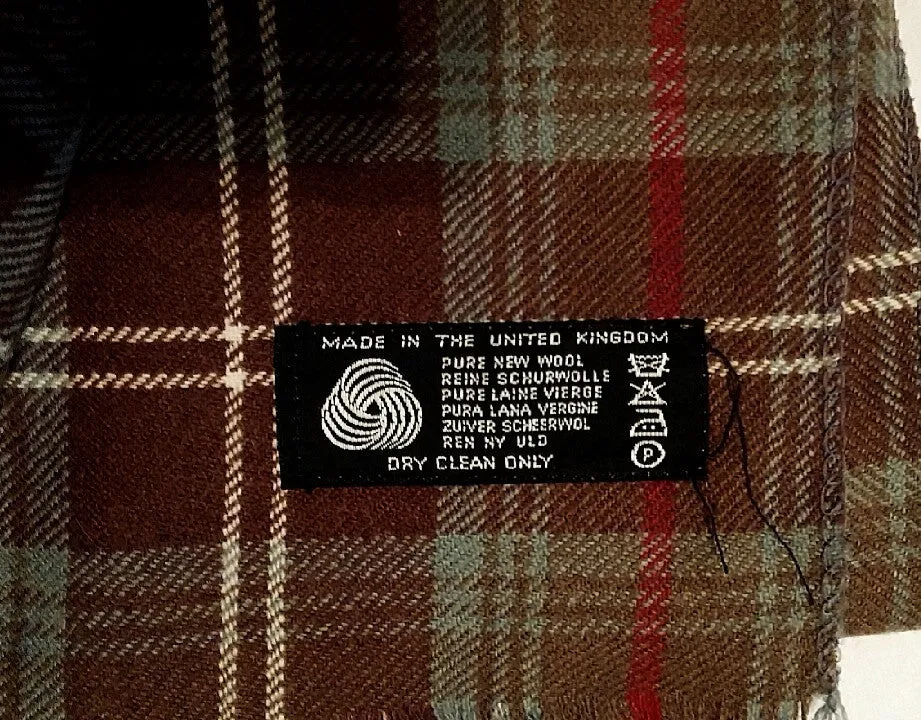 MADE IN THE UNITED KINGDOM
PURE NEW WOOL
REINE SCHURWOLLE
PURE LAINE VIERGE
PURA LANA VERGINE
ZUIVER SCHEERWOL
REN NY ULD
DRY CLEAN ONLY
P